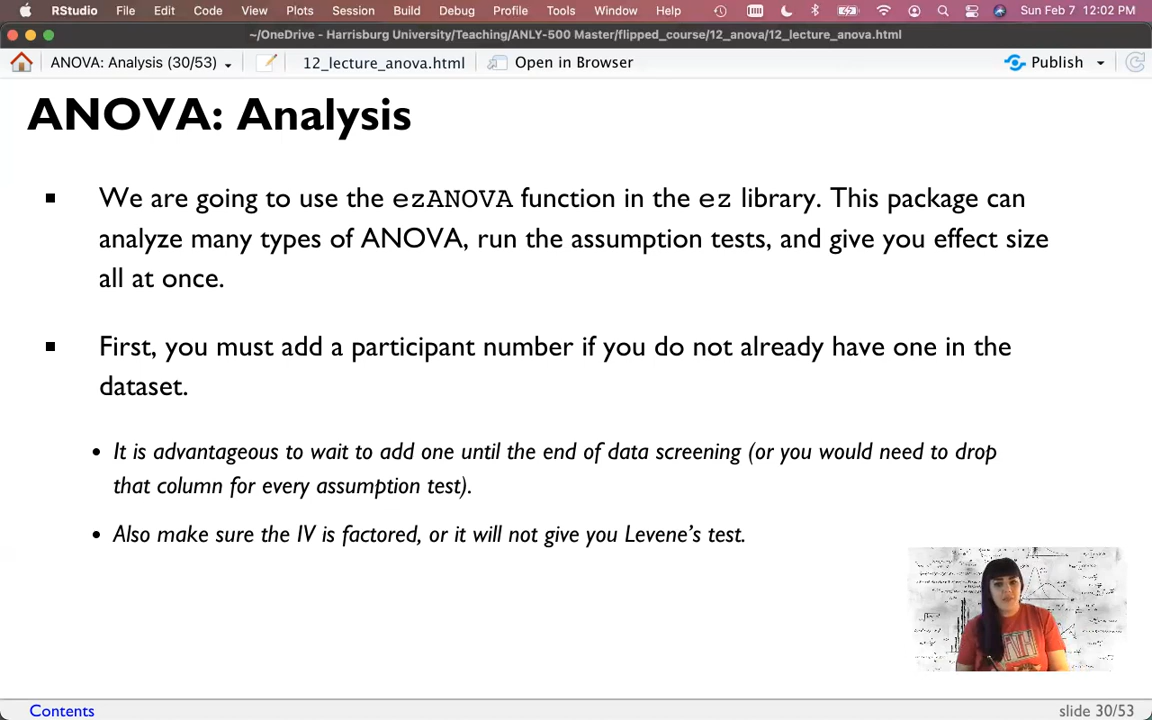 RStudio File Edit Code View Plots Session Build Debug Profile Tools Window Help Sun Feb 7 12:02 PM
~/OneDrive - Harrisburg University/Teaching/ANLY-500 Master/flipped_course/12_anova/12_lecture_anova.html
ANOVA: Analysis (30/53) 12_lecture_anova.html Open in Browser Publish
ANOVA: Analysis
We are going to use the ezANOVA function in the ez library. This package can
analyze many types of ANOVA, run the assumption tests, and give you effect size
all at once.
First, you must add a participant number if you do not already have one in the
dataset.
• It is advantageous to wait to add one until the end of data screening (or you would need to drop
that column for every assumption test).
• Also make sure the IV is factored, or it will not give you Levene's test.
Contents slide 30/53